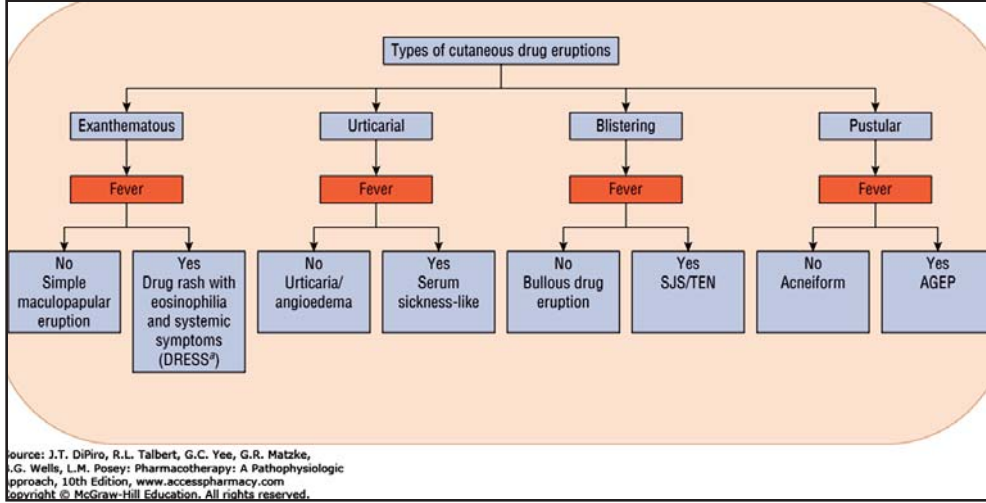 Types of cutaneous drug eruptions
Exanthematous
Urticarial
Blistering
Pustular
Fever
Fever
Fever
Fever
No
Simple
maculopapular
eruption
Yes
Drug rash with
eosinophilia
and systemic
symptoms
(DRESSª)
No
Urticaria/
angioedema
Yes
Serum
sickness-like
No
Bullous drug
eruption
Yes
SJS/TEN
No
Acneiform
Yes
AGEP
Source: J.T. DiPiro, R.L. Talbert, G.C. Yee, G.R. Matzke,
B.G. Wells, L.M. Posey: Pharmacotherapy: A Pathophysiologic
Approach, 10th Edition, www.accesspharmacy.com
Copyright © McGraw-Hill Education. All rights reserved.